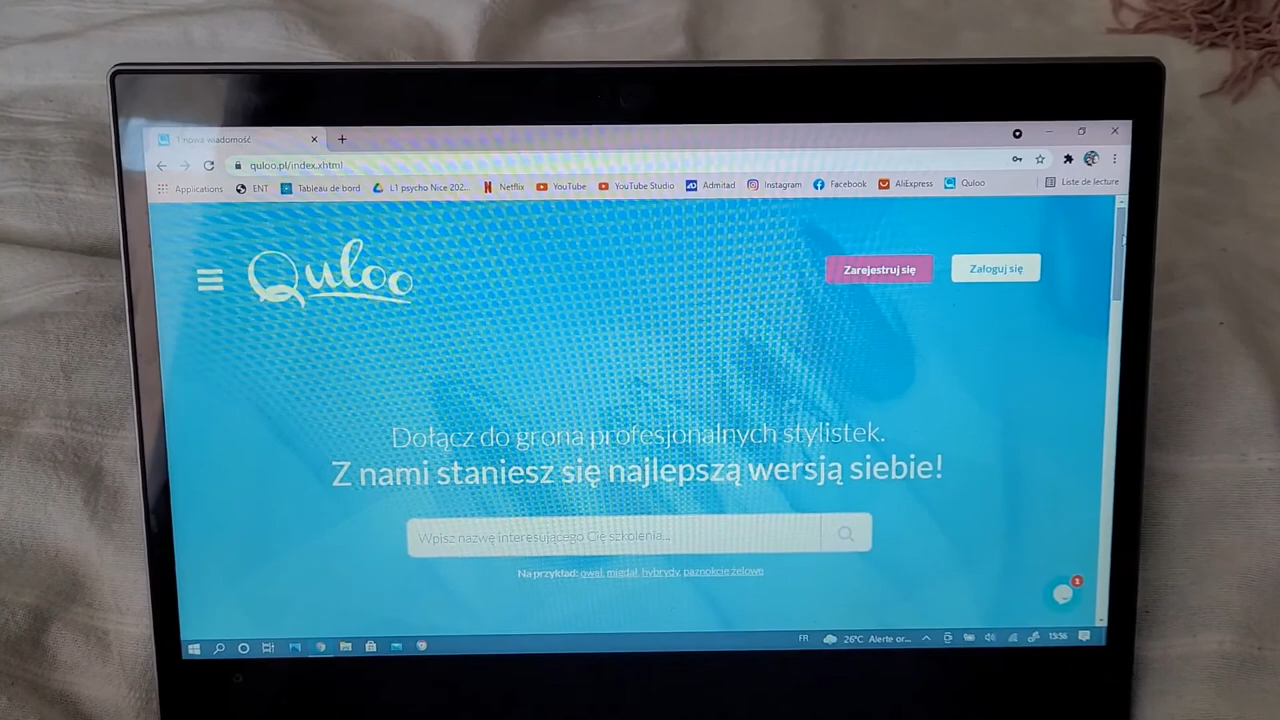 1 nowa wiadomość
quloo.pl/index.xhtml
Applications ENT Tableau de bord L1 psycho Nice 202... Netflix YouTube YouTube Studio Admitad Instagram Facebook AliExpress Quloo Liste de lecture
Quloo
Zarejestruj się
Zaloguj się
Dołącz do grona profesjonalnych stylistek.
Z nami staniesz się najlepszą wersją siebie!
Wpisz nazwę interesującego Cię szkolenia...
Na przykład: owal, migdał, hybrydy, paznokcie żelowe
1
FR 26°C Alerte or... 15:56